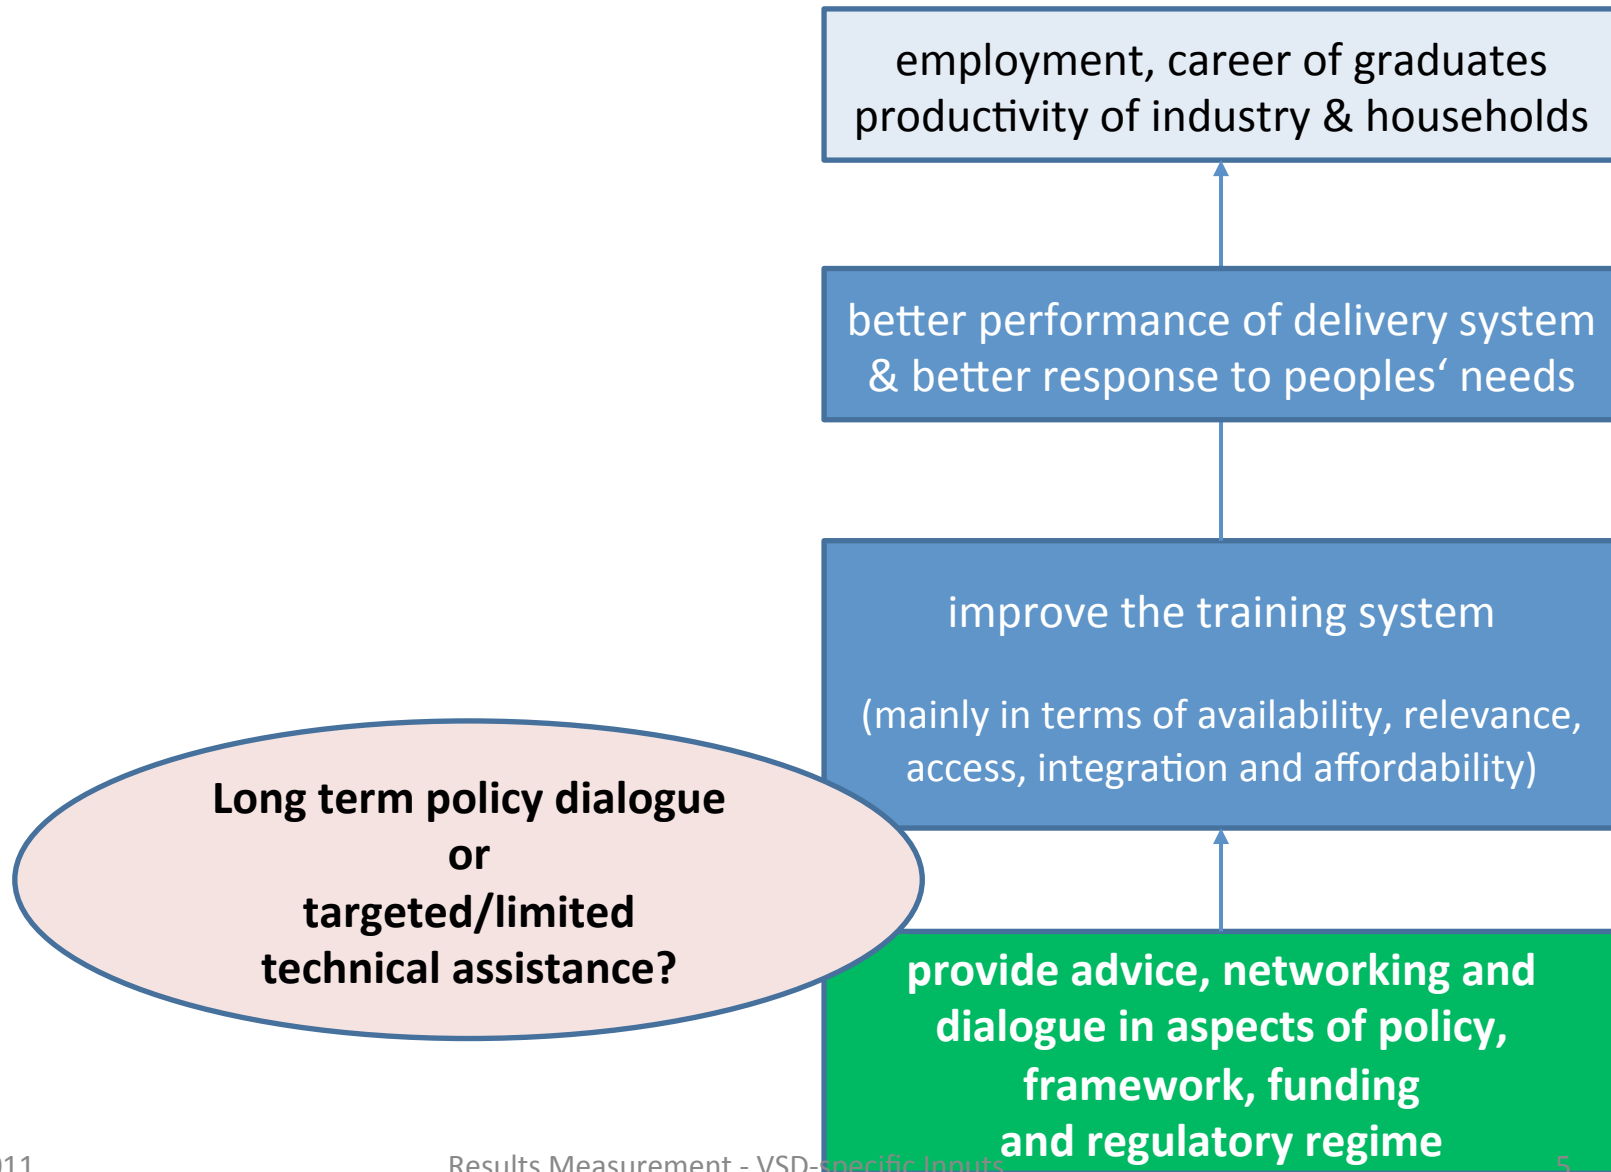 employment, career of graduates
productivity of industry & households
better performance of delivery system
& better response to peoples‘ needs
improve the training system
(mainly in terms of availability, relevance,
access, integration and affordability)
Long term policy dialogue
or
targeted/limited
technical assistance?
provide advice, networking and
dialogue in aspects of policy,
framework, funding
and regulatory regime
11
Results Measurement - VSD-specific Inputs
5